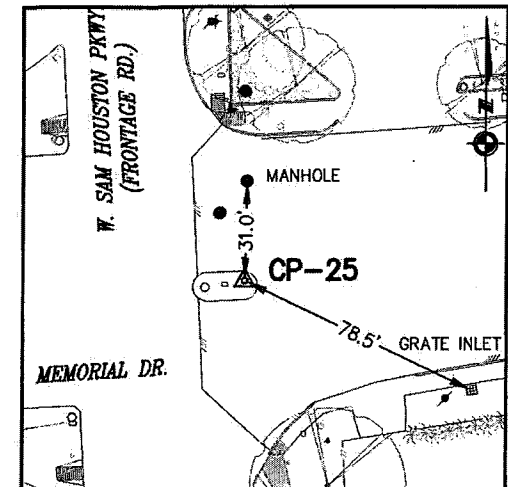 W. SAM HOUSTON PKWY
(FRONTAGE RD.)
N
MANHOLE
31.0'
CP-25
78.5'
GRATE INLET
MEMORIAL DR.